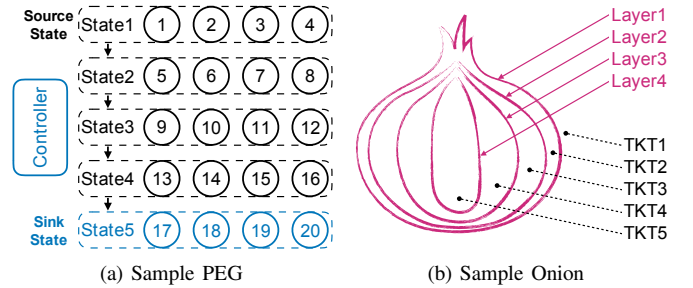 Source State
State1 1 2 3 4
State2 5 6 7 8
State3 9 10 11 12
State4 13 14 15 16
Sink State
State5 17 18 19 20
Controller
(a) Sample PEG
Layer1
Layer2
Layer3
Layer4
TKT1
TKT2
TKT3
TKT4
TKT5
(b) Sample Onion